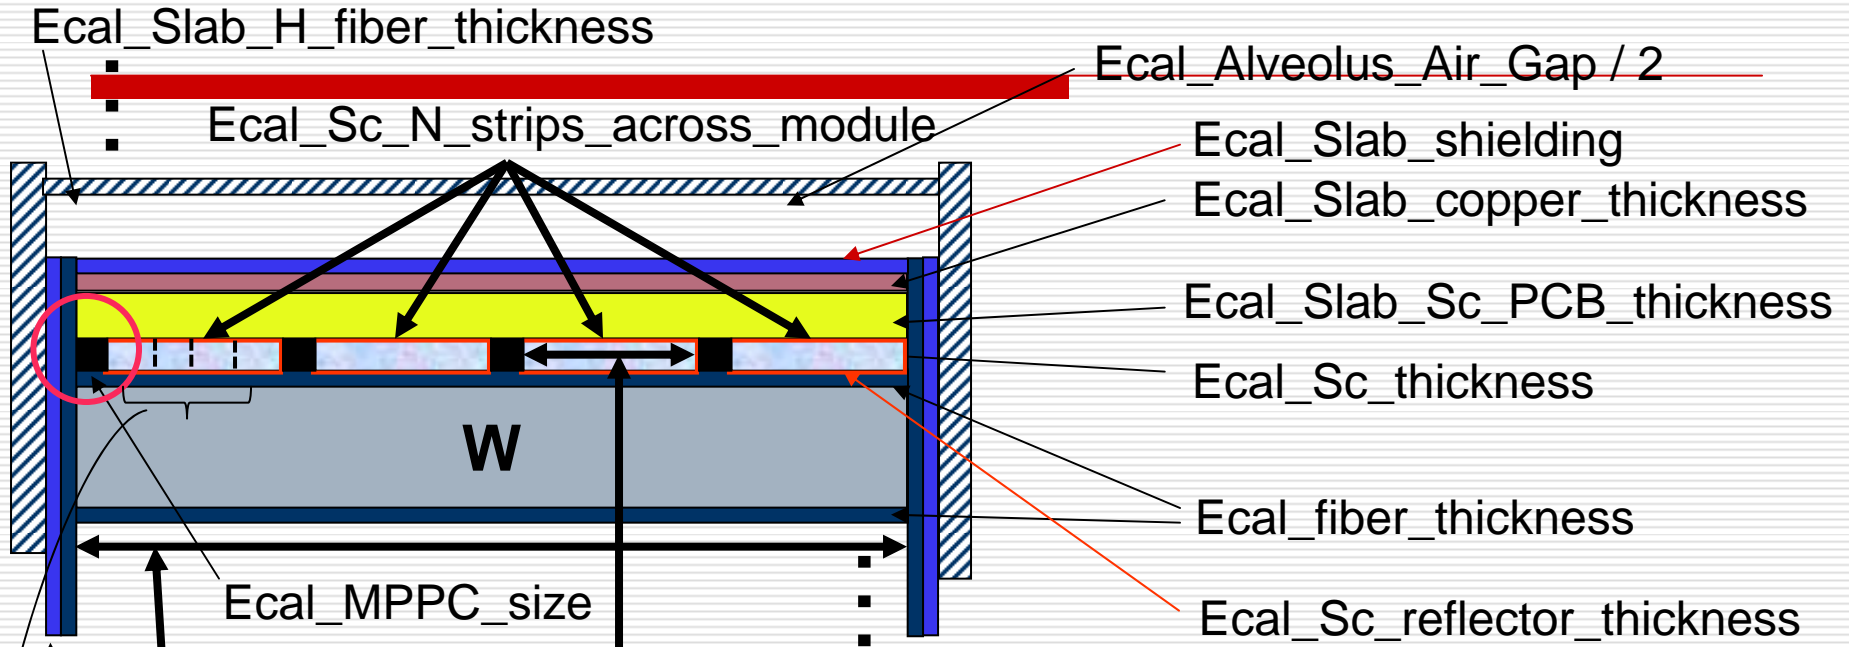 Ecal_Slab_H_fiber_thickness
Ecal_Alveolus_Air_Gap / 2
Ecal_Sc_N_strips_across_module
Ecal_Slab_shielding
Ecal_Slab_copper_thickness
Ecal_Slab_Sc_PCB_thickness
Ecal_Sc_thickness
W
Ecal_fiber_thickness
Ecal_MPPC_size
Ecal_Sc_reflector_thickness